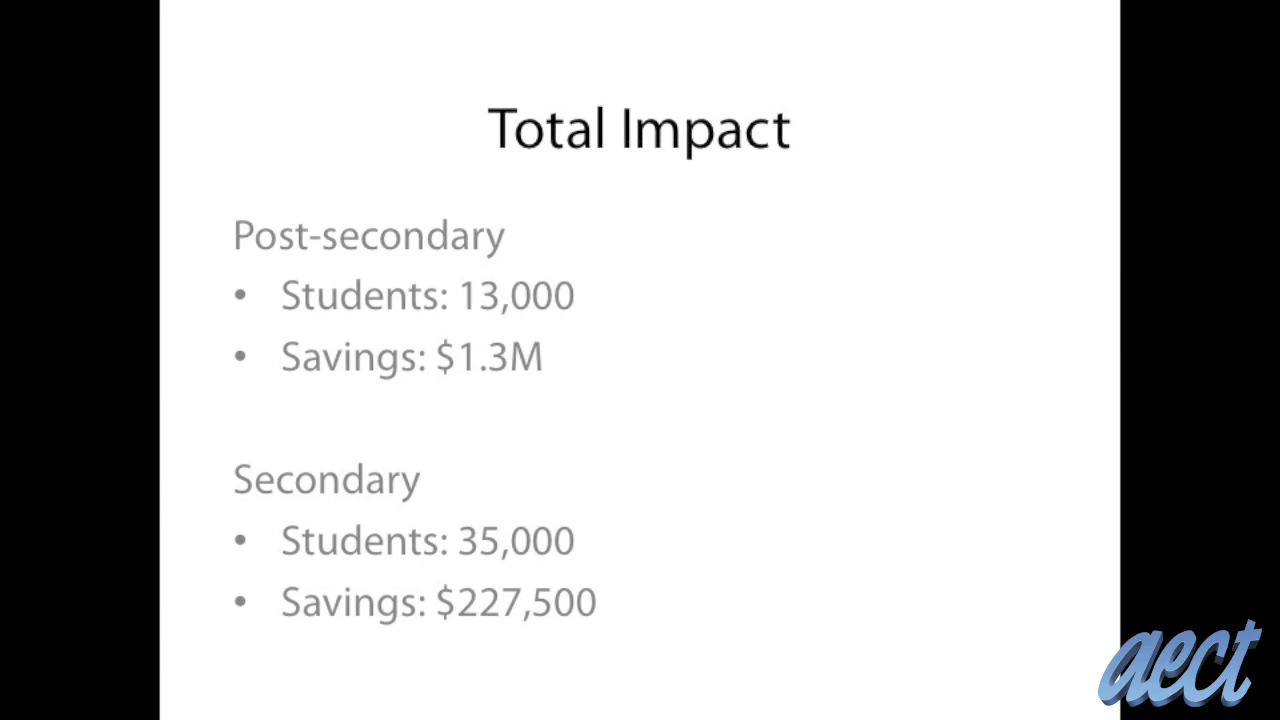 Total Impact
Post-secondary
• Students: 13,000
• Savings: $1.3M
Secondary
• Students: 35,000
• Savings: $227,500
aect